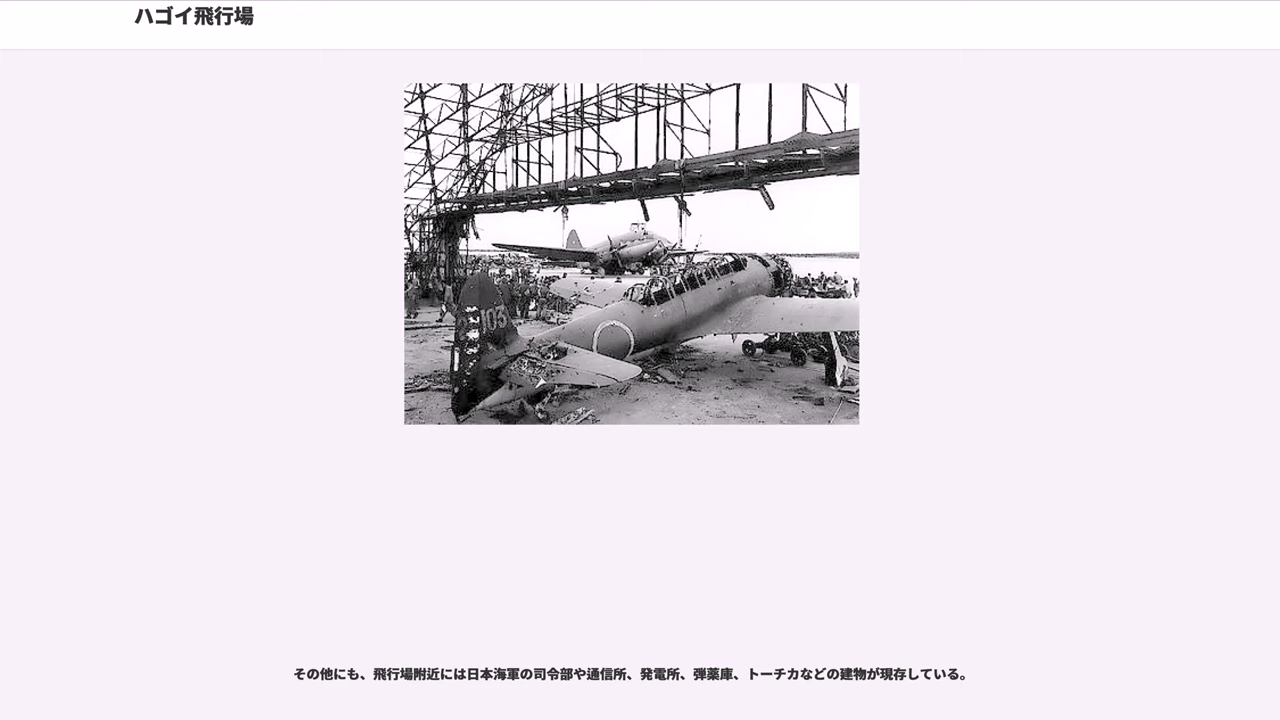 ハゴイ飛行場
103
その他にも、飛行場附近には日本海軍の司令部や通信所、発電所、弾薬庫、トーチカなどの建物が現存している。